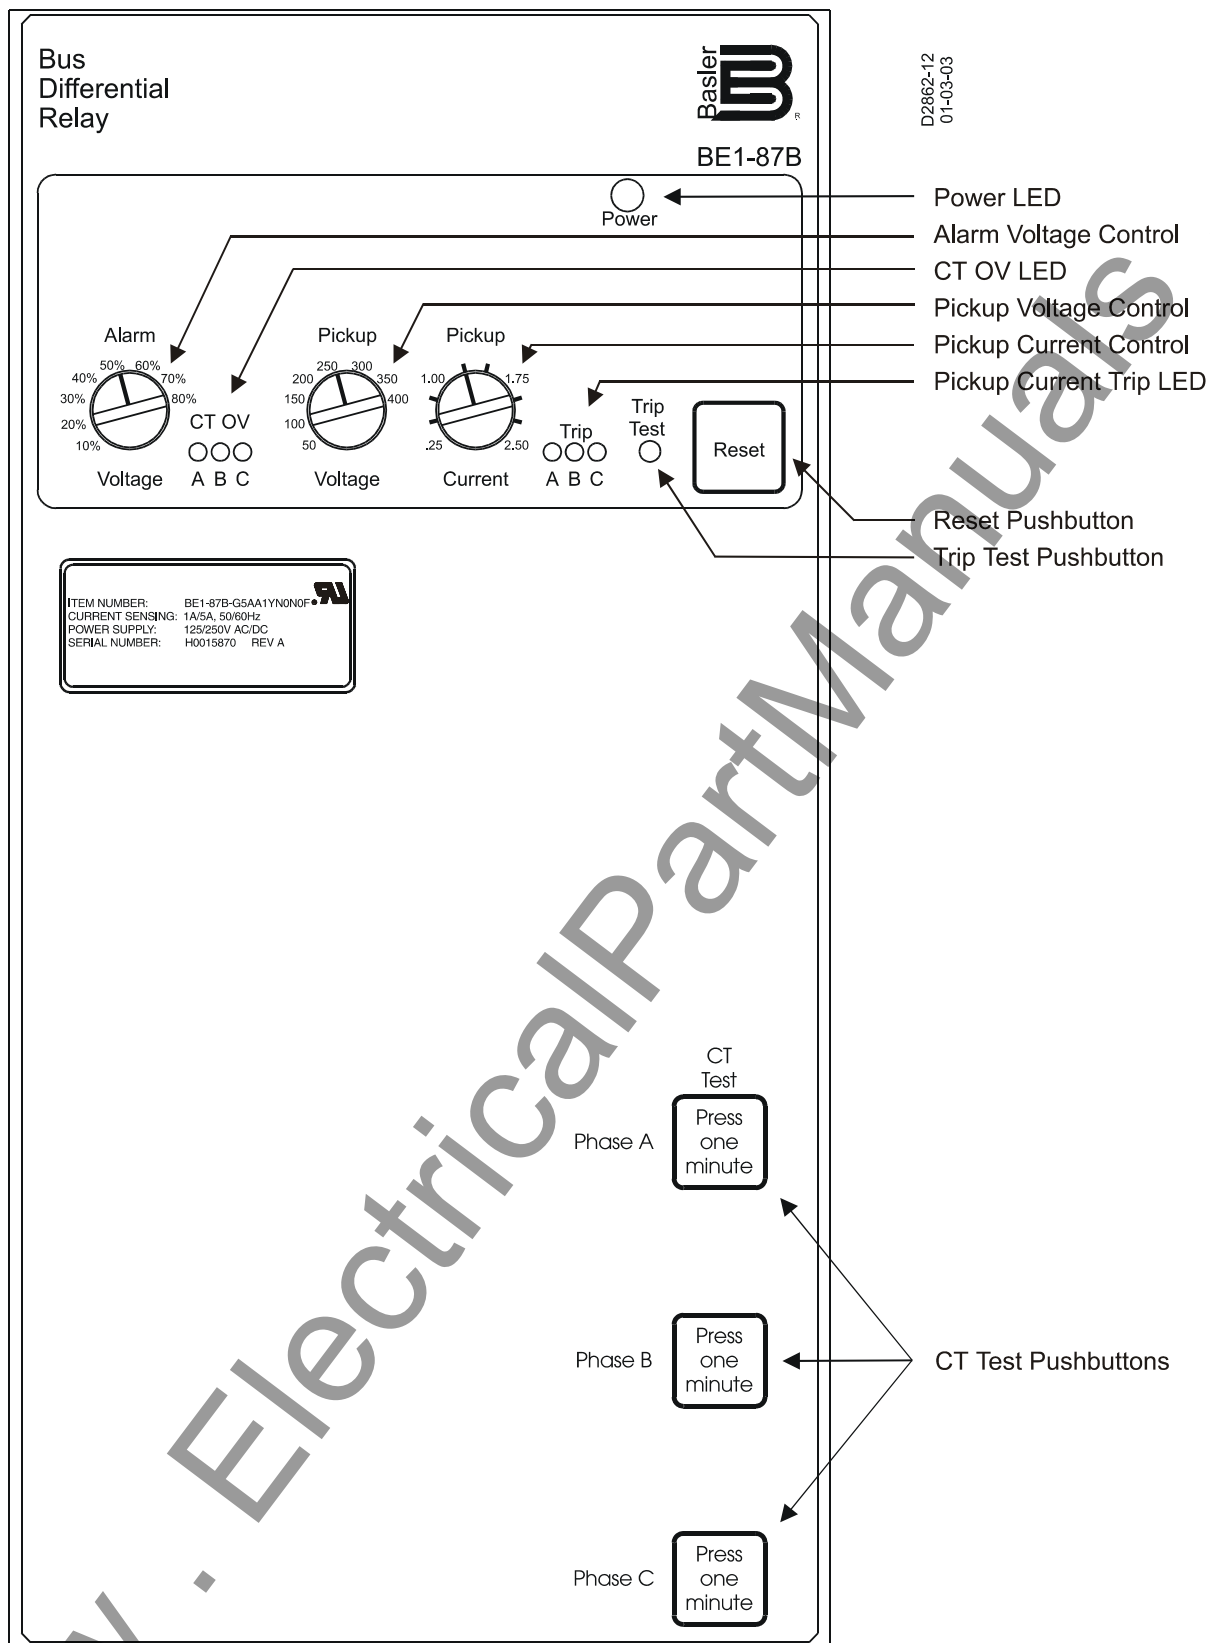 Bus
Differential
Relay
Basler
B
R
BE1-87B
D2862-12
01-03-03
Power
Power LED
Alarm Voltage Control
CT OV LED
Pickup Voltage Control
Pickup Current Control
Pickup Current Trip LED
Alarm
10%
20%
30%
40%
50%
60%
70%
80%
Voltage
CT OV
A B C
Pickup
50
100
150
200
250
300
350
400
Voltage
Pickup
.25
1.00
1.75
2.50
Current
Trip
A B C
Trip
Test
Reset
Reset Pushbutton
Trip Test Pushbutton
ITEM NUMBER: BE1-87B-G5AA1YN0N0F
CURRENT SENSING: 1A/5A, 50/60Hz
POWER SUPPLY: 125/250V AC/DC
SERIAL NUMBER: H0015870 REV A
CT
Test
Phase A
Press
one
minute
Phase B
Press
one
minute
CT Test Pushbuttons
Phase C
Press
one
minute
. ElectricalPartManuals